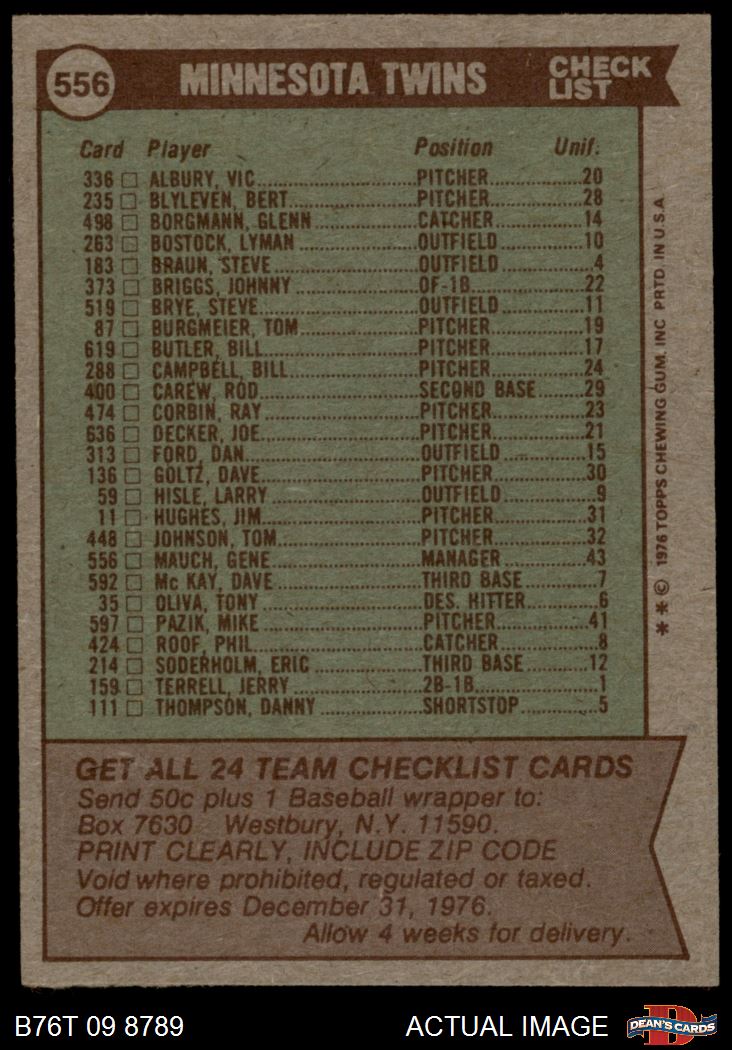 556 MINNESOTA TWINS CHECK LIST
Card Player Position Unif.
336 □ ALBURY, VIC PITCHER 20
235 □ BLYLEVEN, BERT PITCHER 28
498 □ BORGMANN, GLENN CATCHER 14
263 □ BOSTOCK, LYMAN OUTFIELD 10
183 □ BRAUN, STEVE OUTFIELD 4
373 □ BRIGGS, JOHNNY OF-1B 22
519 □ BRYE, STEVE OUTFIELD 11
87 □ BURGMEIER, TOM PITCHER 19
619 □ BUTLER, BILL PITCHER 17
288 □ CAMPBELL, BILL PITCHER 24
400 □ CAREW, ROD SECOND BASE 29
474 □ CORBIN, RAY PITCHER 23
636 □ DECKER, JOE PITCHER 21
313 □ FORD, DAN OUTFIELD 15
136 □ GOLTZ, DAVE PITCHER 30
59 □ HISLE, LARRY OUTFIELD 9
11 □ HUGHES, JIM PITCHER 31
448 □ JOHNSON, TOM PITCHER 32
556 □ MAUCH, GENE MANAGER 43
592 □ Mc KAY, DAVE THIRD BASE 7
35 □ OLIVA, TONY DES. HITTER 6
597 □ PAZIK, MIKE PITCHER 41
424 □ ROOF, PHIL CATCHER 8
214 □ SODERHOLM, ERIC THIRD BASE 12
159 □ TERRELL, JERRY 2B-1B 1
111 □ THOMPSON, DANNY SHORTSTOP 5
* * © 1976 TOPPS CHEWING GUM. INC PRTD. IN U.S.A.
GET ALL 24 TEAM CHECKLIST CARDS
Send 50c plus 1 Baseball wrapper to:
Box 7630 Westbury, N.Y. 11590.
PRINT CLEARLY, INCLUDE ZIP CODE
Void where prohibited, regulated or taxed.
Offer expires December 31, 1976.
Allow 4 weeks for delivery.
B76T 09 8789 ACTUAL IMAGE DEAN'S CARDS